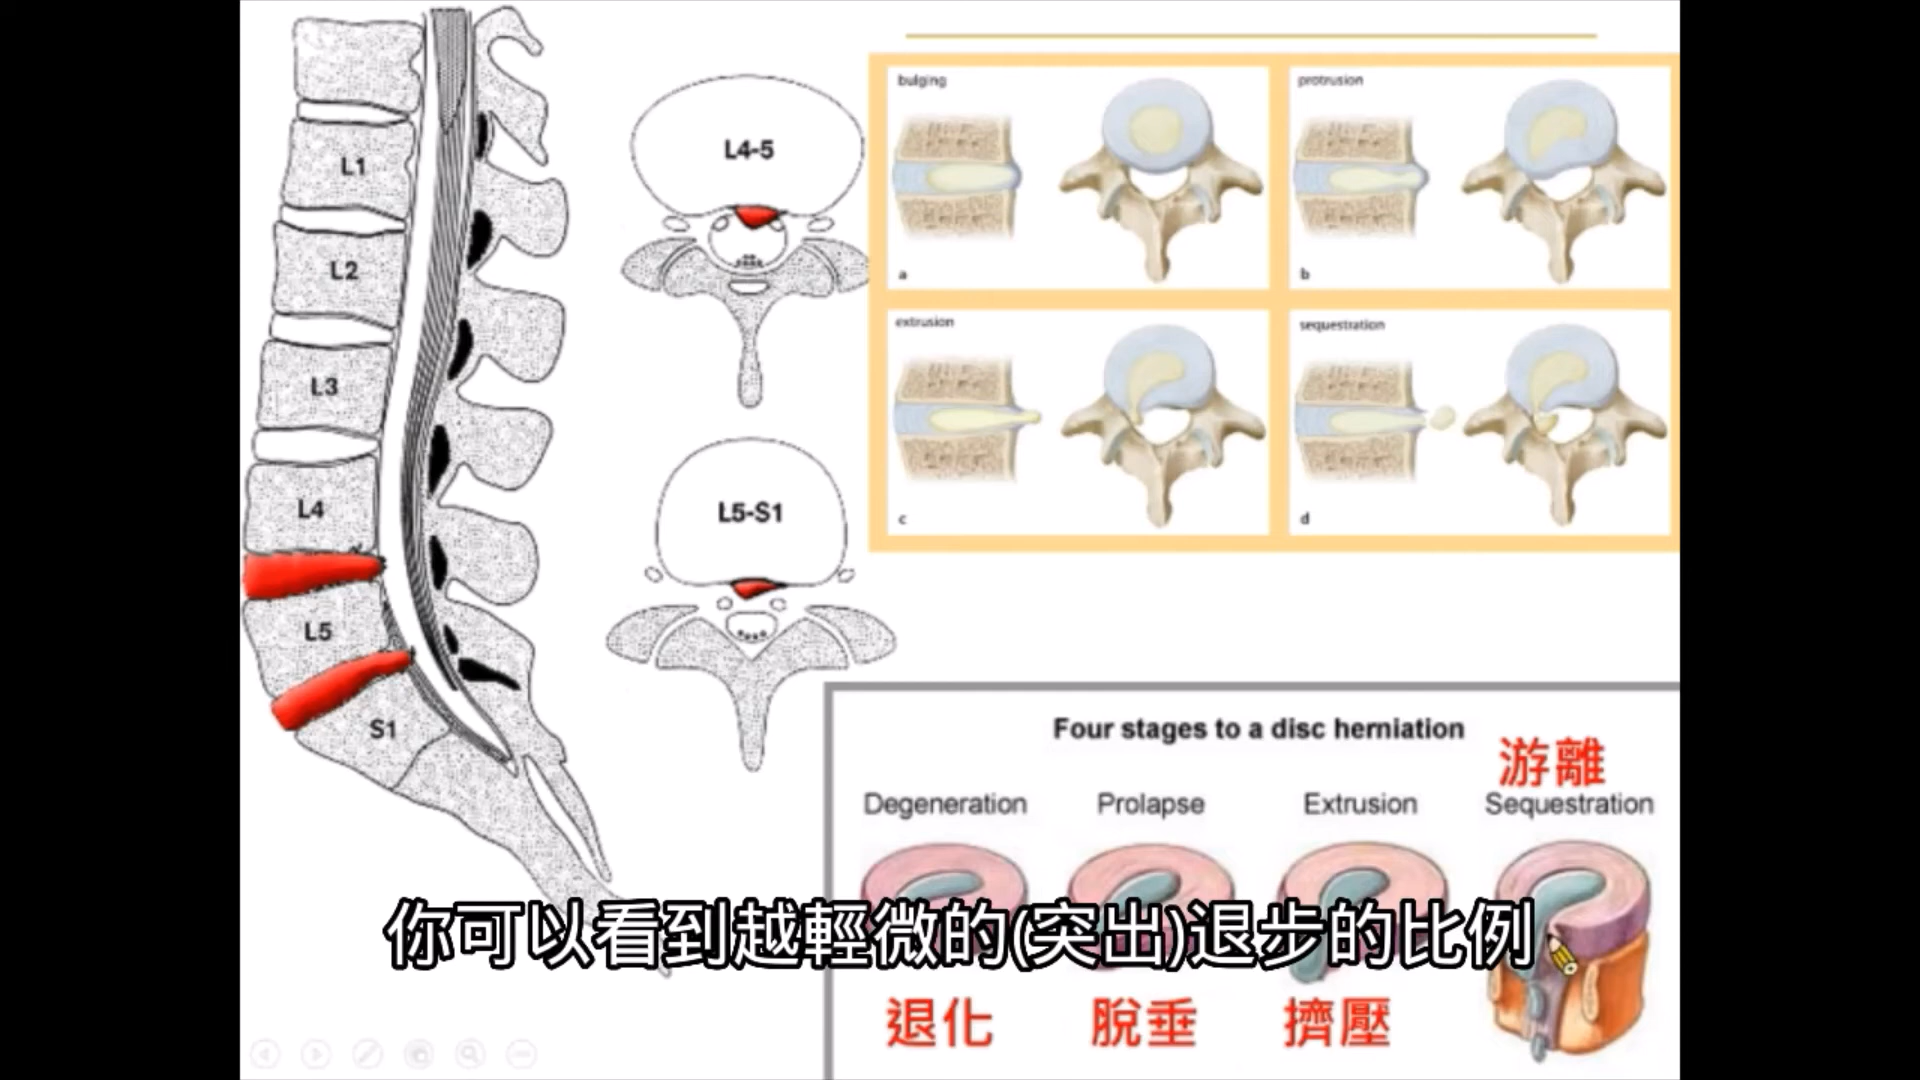 L1
L2
L3
L4
L5
S1
L4-5
L5-S1
bulging
a
protrusion
b
extrusion
c
sequestration
d
Four stages to a disc herniation
游離
Degeneration Prolapse Extrusion Sequestration
你可以看到越輕微的(突出)退步的比例
退化 脫垂 擠壓